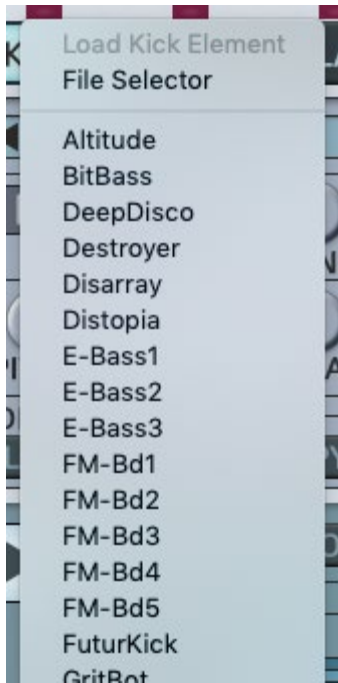 Load Kick Element
File Selector
Altitude
BitBass
DeepDisco
Destroyer
Disarray
Distopia
E-Bass1
E-Bass2
E-Bass3
FM-Bd1
FM-Bd2
FM-Bd3
FM-Bd4
FM-Bd5
FuturKick
GritBot